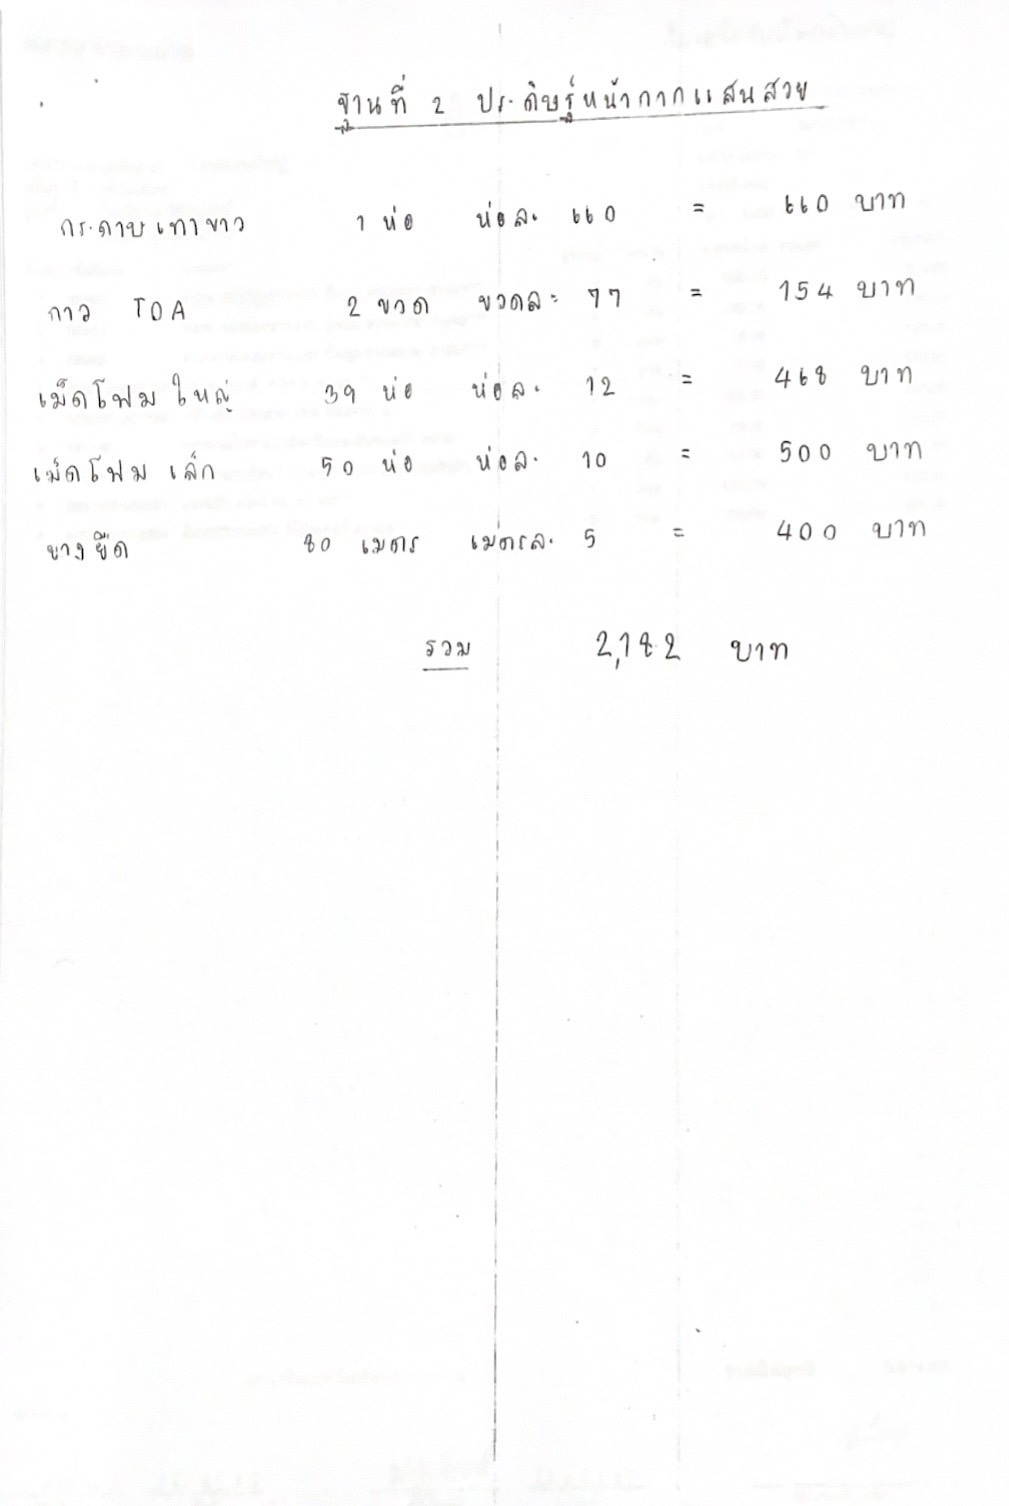 ฐานที่ 2 ประดิษฐ์หน้ากากแสนสวย
กระดาษเทาขาว 1 ห่อ ห่อละ 660 = 660 บาท
กาว TOA 2 ขวด ขวดละ 77 = 154 บาท
เม็ดโฟม ใหญ่ 39 ห่อ ห่อละ 12 = 468 บาท
เม็ดโฟม เล็ก 50 ห่อ ห่อละ 10 = 500 บาท
ยางยืด 80 เมตร เมตรละ 5 = 400 บาท
รวม 2,182 บาท